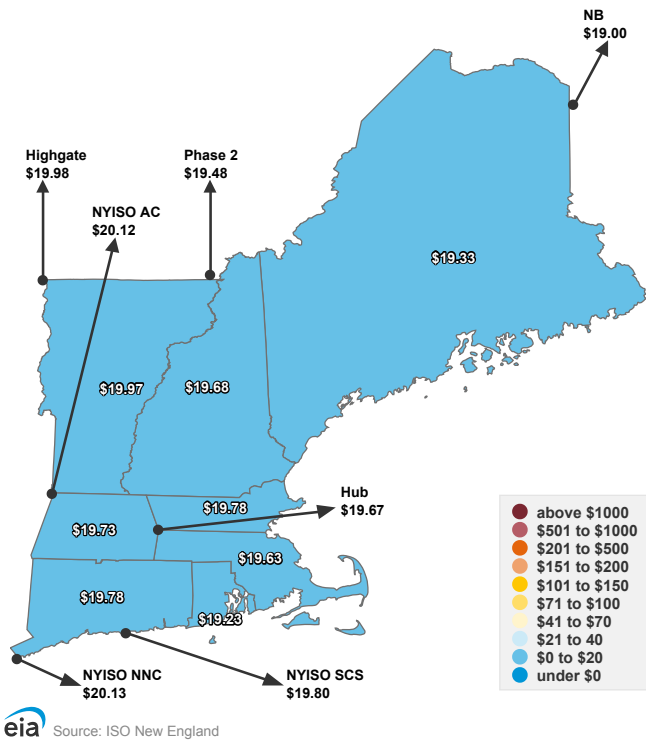 NB
$19.00
Highgate
$19.98
Phase 2
$19.48
NYISO AC
$20.12
$19.33
$19.97
$19.68
Hub
$19.67
$19.78
$19.73
$19.63
$19.78
$19.23
NYISO NNC
$20.13
NYISO SCS
$19.80
above $1000
$501 to $1000
$201 to $500
$151 to $200
$101 to $150
$71 to $100
$41 to $70
$21 to 40
$0 to $20
under $0
eia
Source: ISO New England